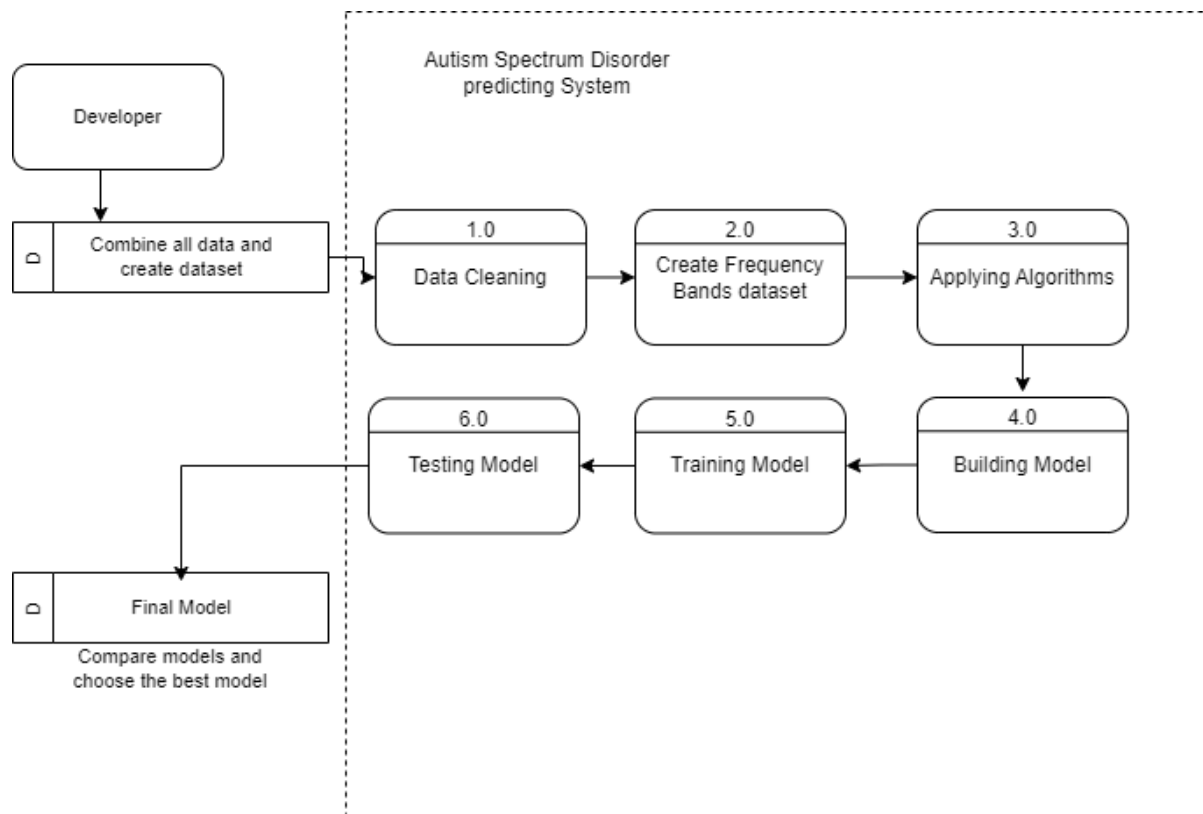 Autism Spectrum Disorder
predicting System
Developer
D
Combine all data and
create dataset
1.0
Data Cleaning
2.0
Create Frequency
Bands dataset
3.0
Applying Algorithms
6.0
Testing Model
5.0
Training Model
4.0
Building Model
D
Final Model
Compare models and
choose the best model